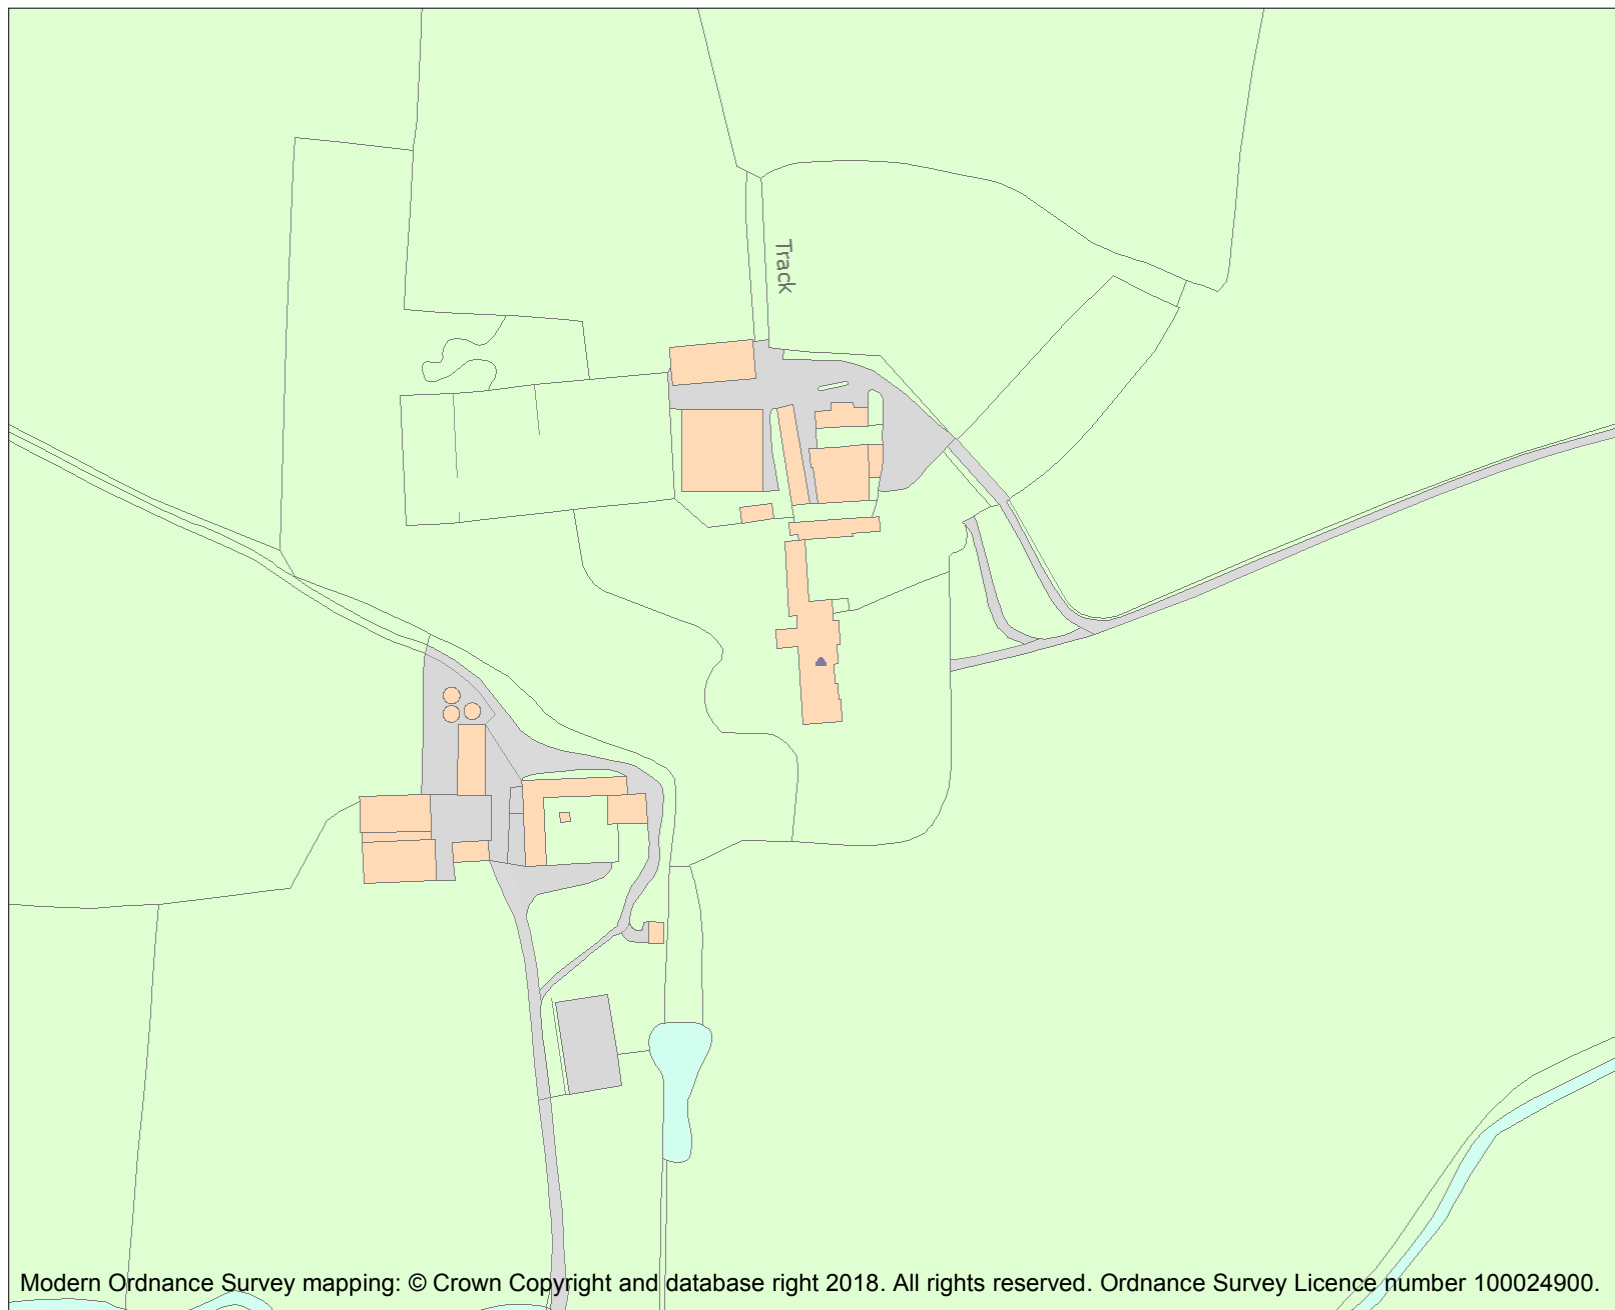 Track
Modern Ordnance Survey mapping: © Crown Copyright and database right 2018. All rights reserved. Ordnance Survey Licence number 100024900.